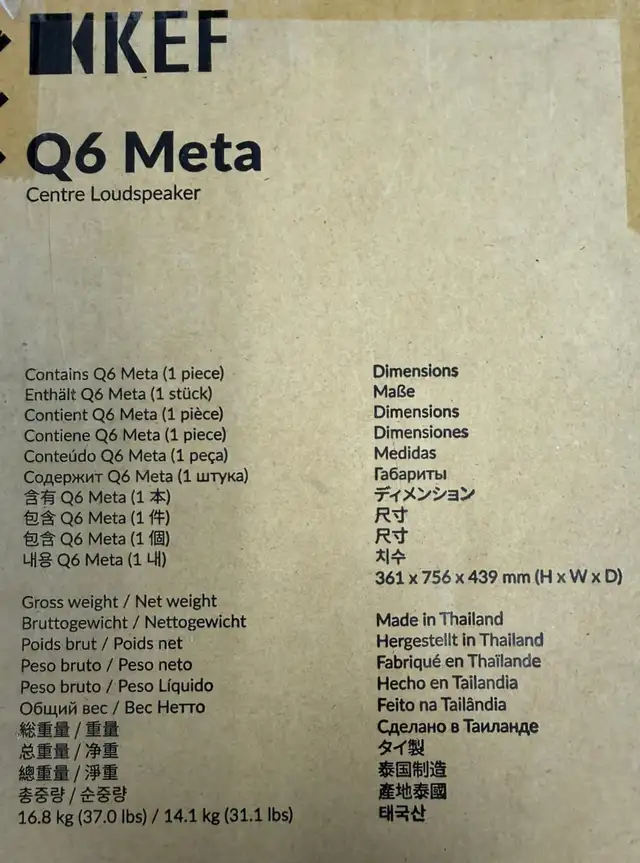 KEF
Q6 Meta
Centre Loudspeaker
Contains Q6 Meta (1 piece)
Enthält Q6 Meta (1 stück)
Contient Q6 Meta (1 pièce)
Contiene Q6 Meta (1 piece)
Conteúdo Q6 Meta (1 peça)
Содержит Q6 Meta (1 штука)
含有 Q6 Meta (1 本)
包含 Q6 Meta (1 件)
包含 Q6 Meta (1 個)
내용 Q6 Meta (1 내)
Dimensions
Maße
Dimensions
Dimensiones
Medidas
Габариты
ディメンション
尺寸
尺寸
치수
361 x 756 x 439 mm (H x W x D)
Gross weight / Net weight
Bruttogewicht / Nettogewicht
Poids brut / Poids net
Peso bruto / Peso neto
Peso bruto / Peso Líquido
Общий вес / Вес Нетто
総重量 / 重量
总重量 / 净重
總重量 / 淨重
총중량 / 순중량
16.8 kg (37.0 lbs) / 14.1 kg (31.1 lbs)
Made in Thailand
Hergestellt in Thailand
Fabriqué en Thaïlande
Hecho en Tailandia
Feito na Tailândia
Сделано в Таиланде
タイ製
泰国制造
產地泰國
태국산